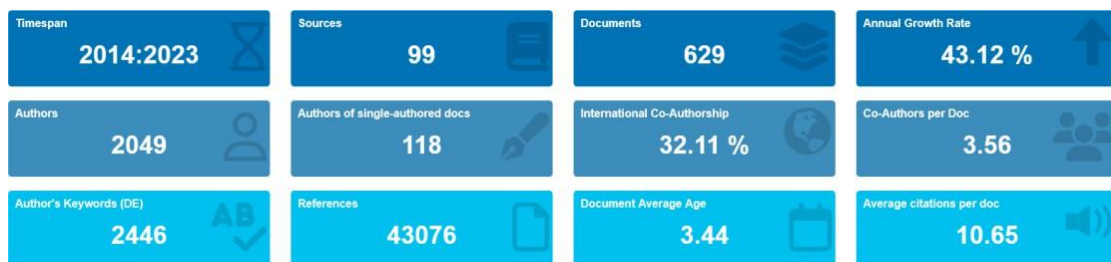 Timespan
2014:2023
Sources
99
Documents
629
Annual Growth Rate
43.12 %
Authors
2049
Authors of single-authored docs
118
International Co-Authorship
32.11 %
Co-Authors per Doc
3.56
Author's Keywords (DE)
2446
AB
References
43076
Document Average Age
3.44
Average citations per doc
10.65